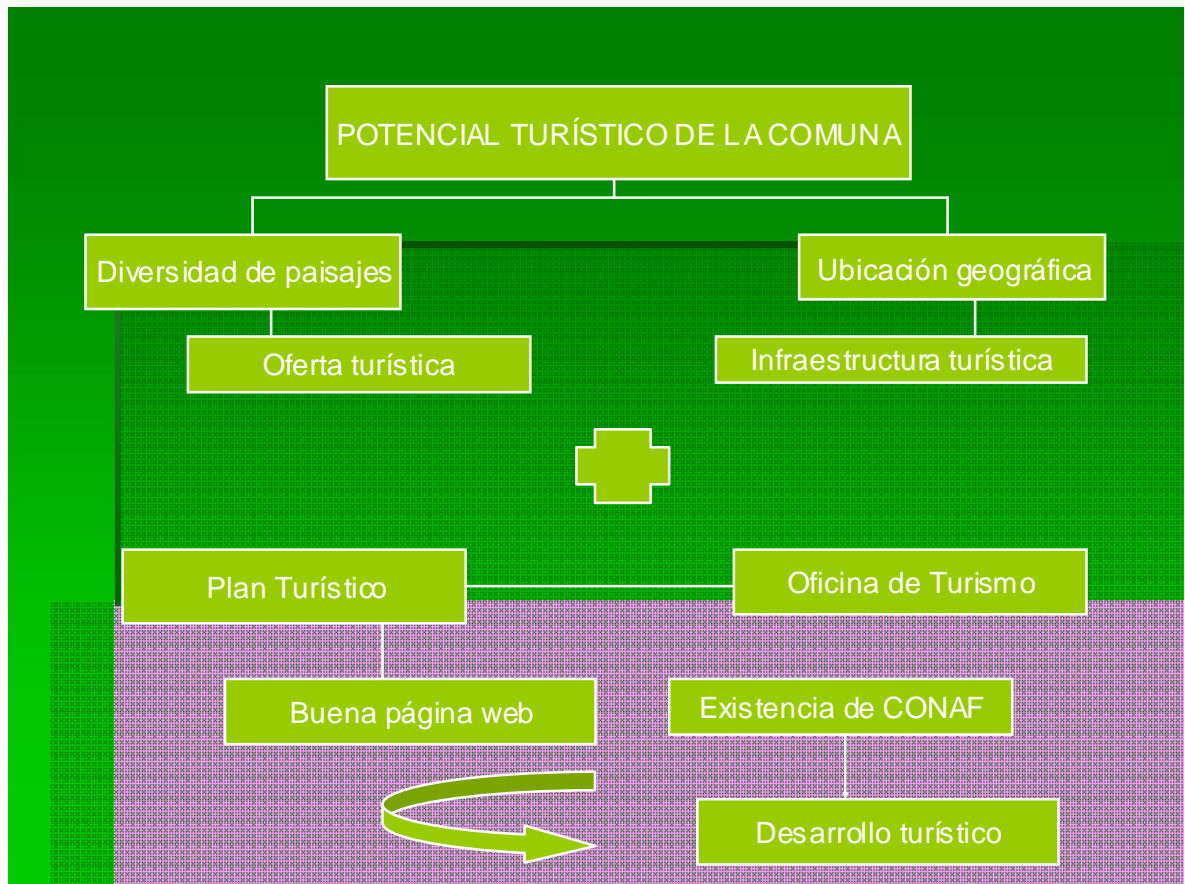 POTENCIAL TURÍSTICO DE LA COMUNA
Diversidad de paisajes
Ubicación geográfica
Oferta turística
Infraestructura turística
Plan Turístico
Oficina de Turismo
Buena página web
Existencia de CONAF
Desarrollo turístico